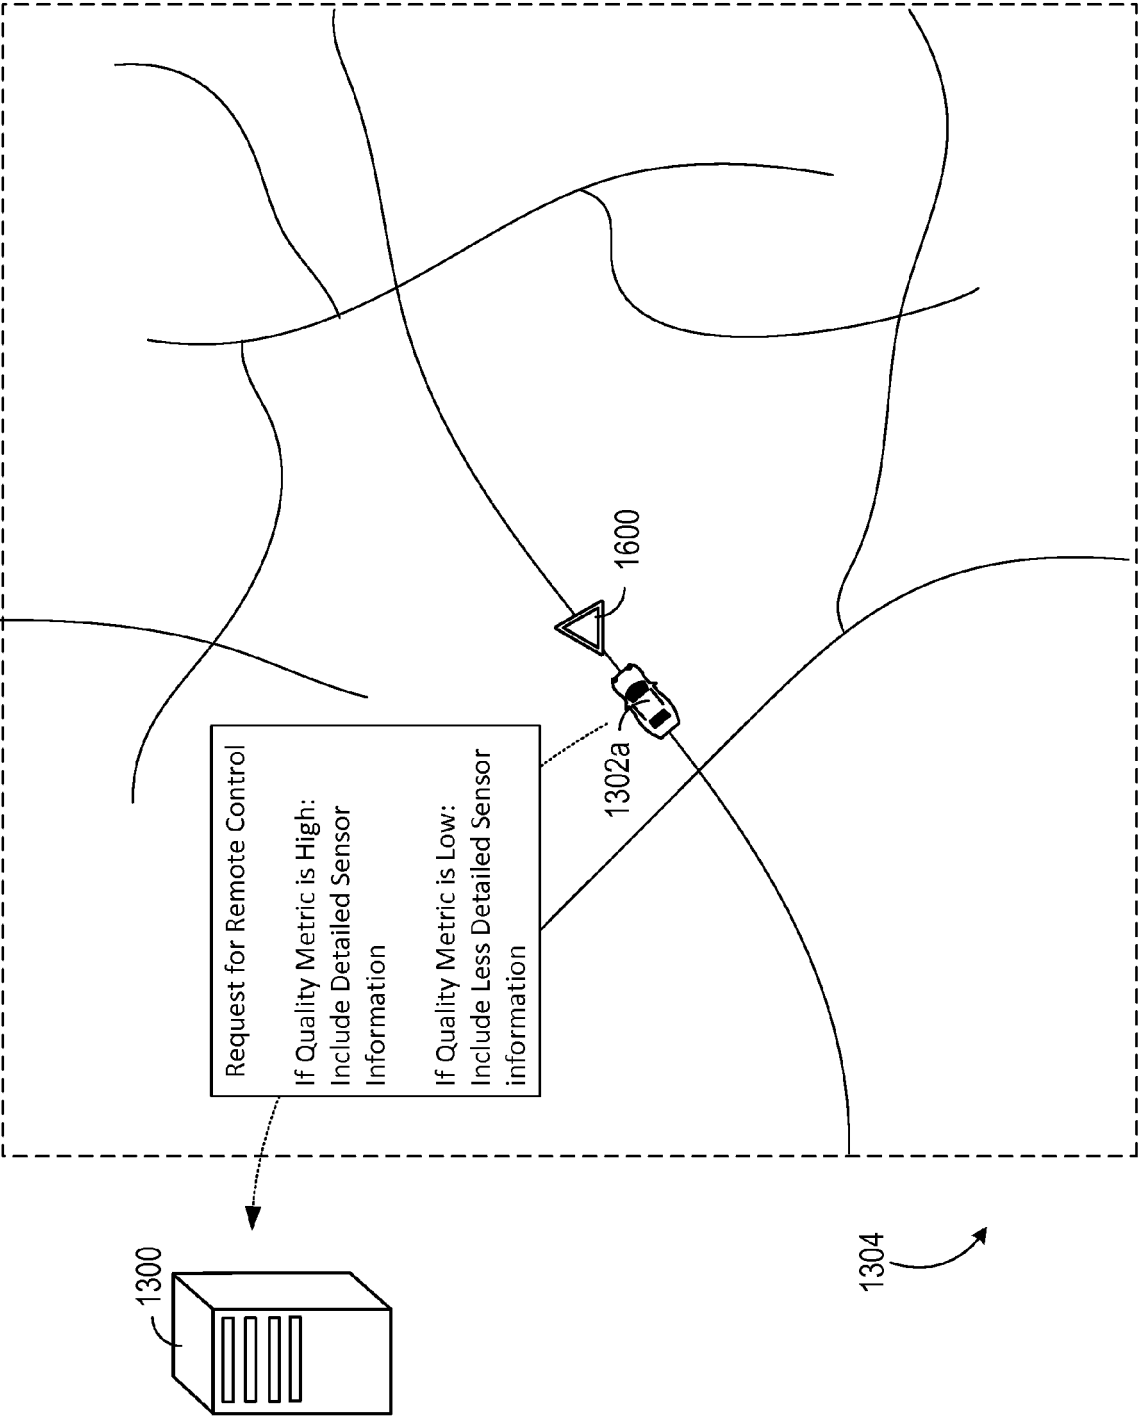 Request for Remote Control
If Quality Metric is High:
Include Detailed Sensor
Information
If Quality Metric is Low:
Include Less Detailed Sensor
information
1600
1302a
1300
1304